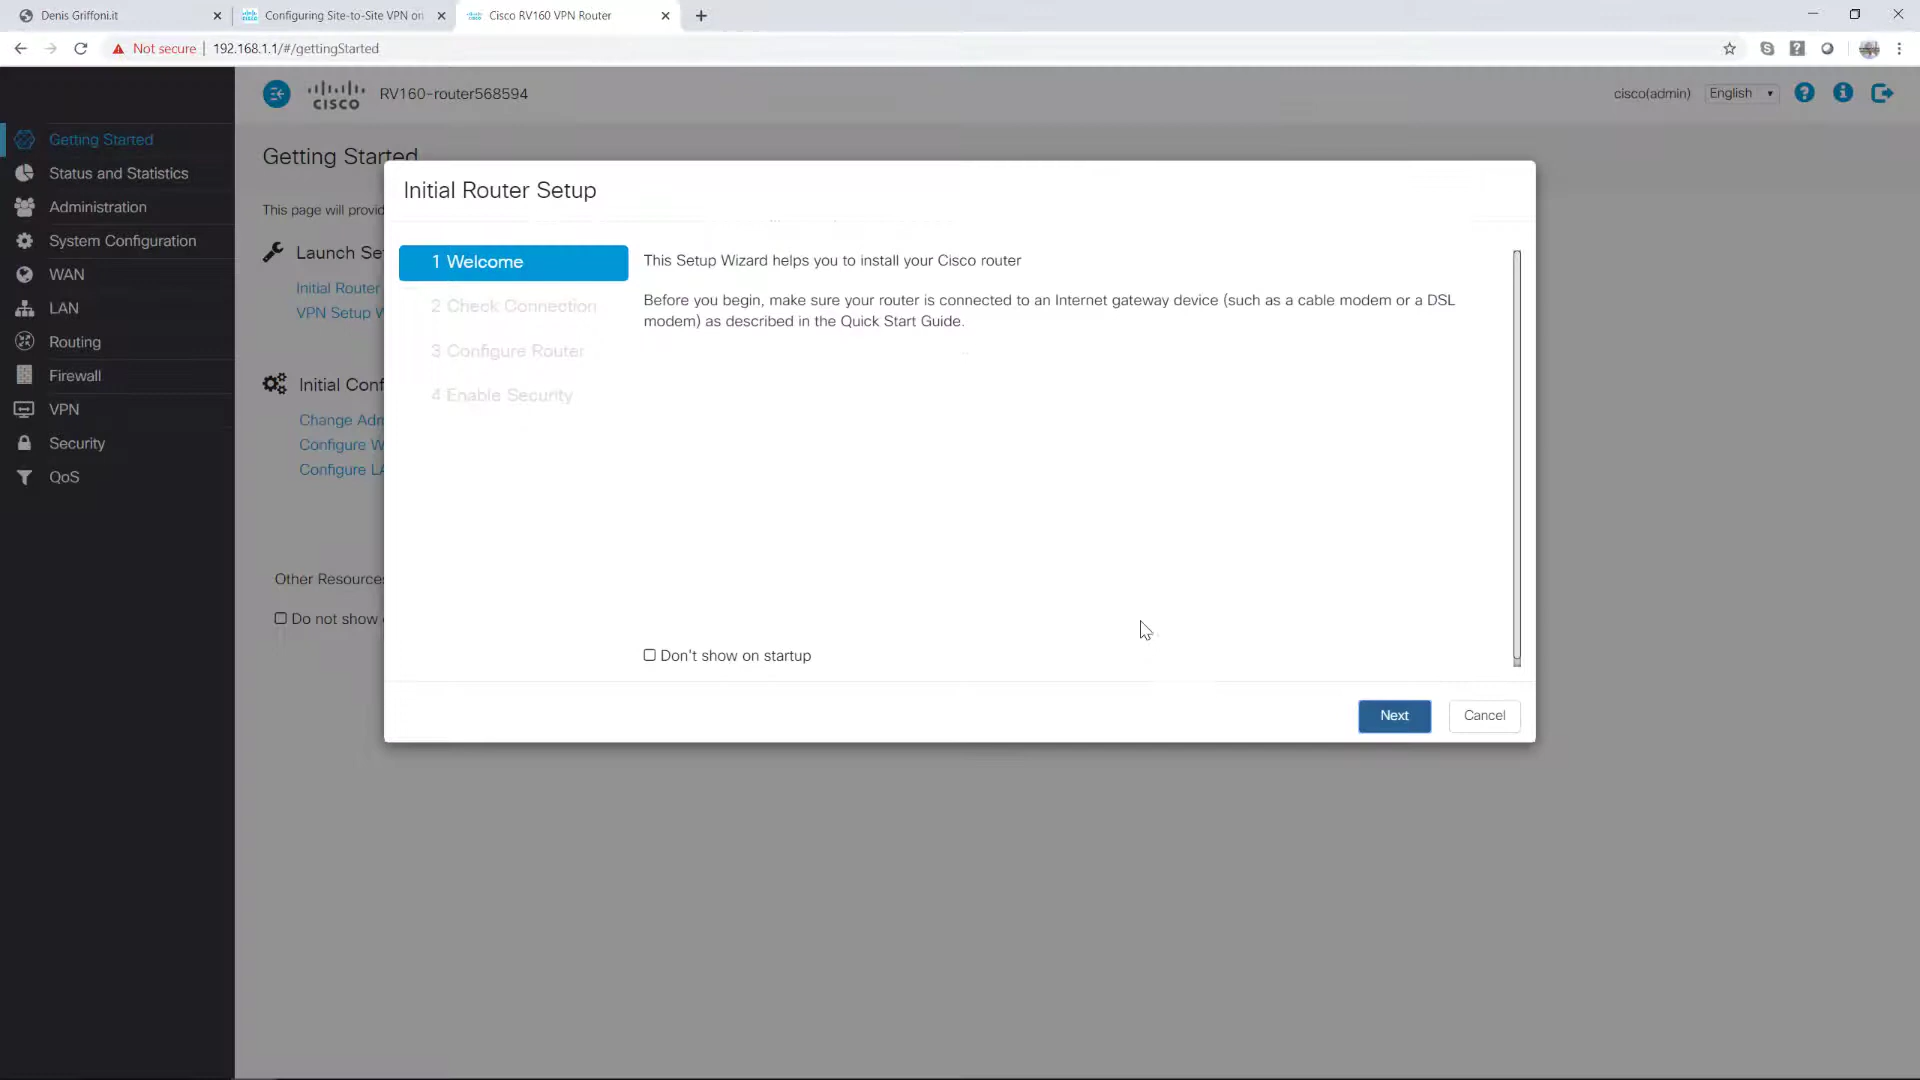 Denis Griffoni.it
Configuring Site-to-Site VPN on
Cisco RV160 VPN Router
Not secure
192.168.1.1/#/gettingStarted
cisco
RV160-router568594
cisco(admin)
English
Getting Started
Status and Statistics
Administration
System Configuration
WAN
LAN
Routing
Firewall
VPN
Security
QoS
Getting Started
This page will provid
Launch Se
Initial Router
VPN Setup W
Initial Conf
Change Adm
Configure W
Configure LA
Other Resources
Do not show
Initial Router Setup
1 Welcome
2 Check Connection
3 Configure Router
4 Enable Security
This Setup Wizard helps you to install your Cisco router
Before you begin, make sure your router is connected to an Internet gateway device (such as a cable modem or a DSL
modem) as described in the Quick Start Guide.
Don't show on startup
Next
Cancel